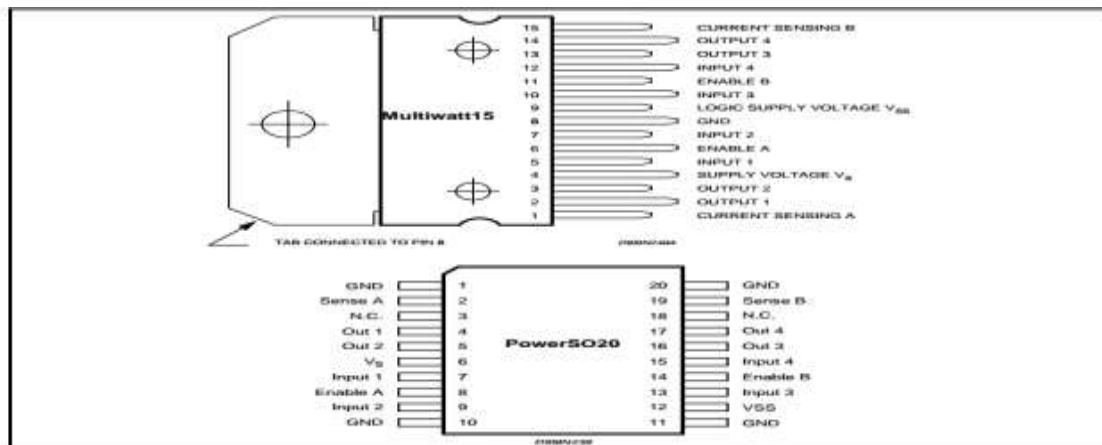 15 CURRENT SENSING B
14 OUTPUT 4
13 OUTPUT 3
12 INPUT 4
11 ENABLE B
10 INPUT 3
9 LOGIC SUPPLY VOLTAGE VSS
Multiwatt15
8 GND
7 INPUT 2
6 ENABLE A
5 INPUT 1
4 SUPPLY VOLTAGE VS
3 OUTPUT 2
2 OUTPUT 1
1 CURRENT SENSING A
TAB CONNECTED TO PIN 8
GND 1 20 GND
Sense A 2 19 Sense B
N.C. 3 18 N.C.
Out 1 4 17 Out 4
Out 2 5 16 Out 3
PowerSO20
VS 6 15 Input 4
Input 1 7 14 Enable B
Enable A 8 13 Input 3
Input 2 9 12 VSS
GND 10 11 GND